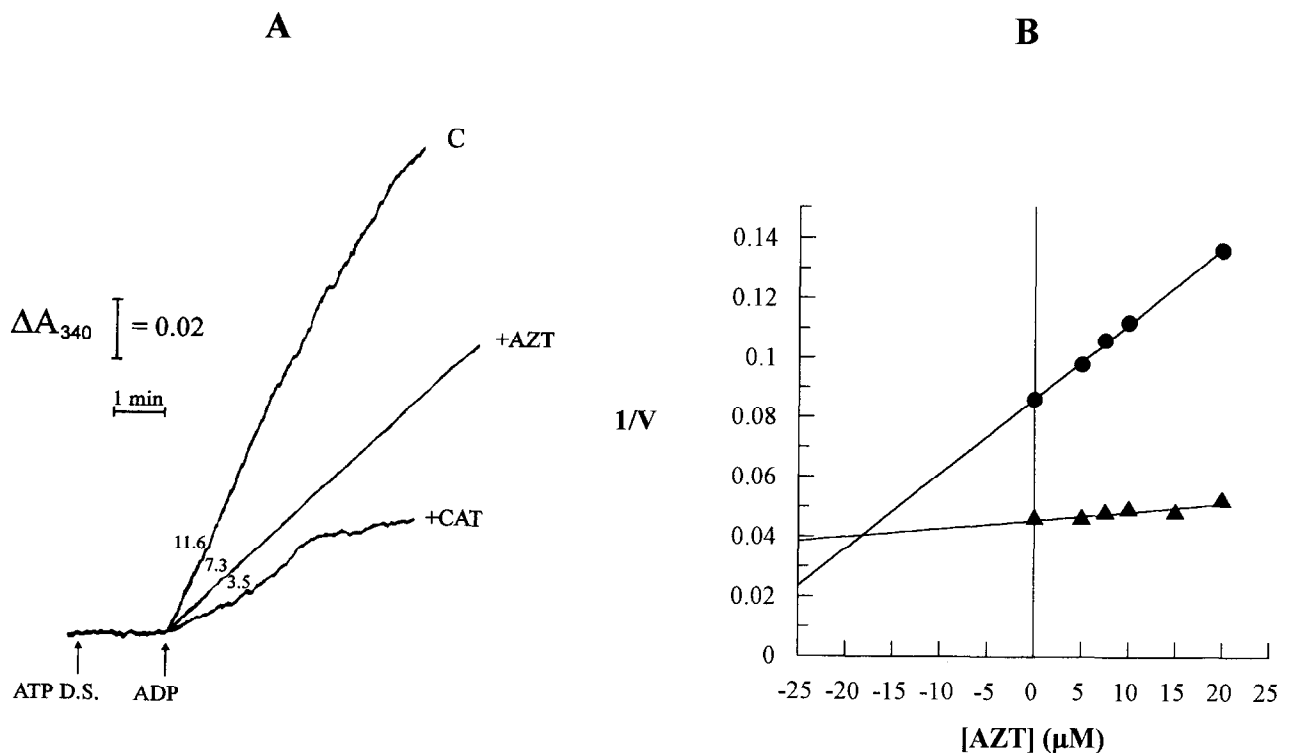 A
C
ΔA340 = 0.02
1 min
+AZT
+CAT
11.6
7.3
3.5
ATP D.S.
ADP
B
1/V
0.14
0.12
0.1
0.08
0.06
0.04
0.02
0
-25 -20 -15 -10 -5 0 5 10 15 20 25
[AZT] (μM)